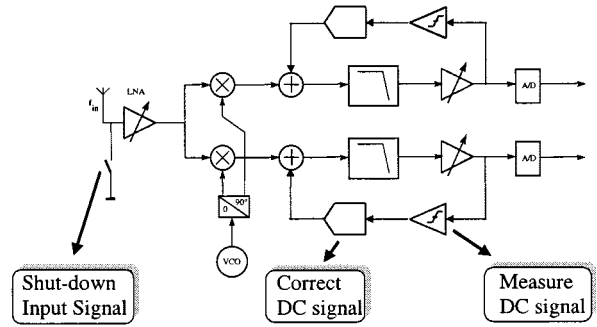 LNA
f_in
A/D
A/D
0 90°
VCO
Shut-down
Input Signal
Correct
DC signal
Measure
DC signal